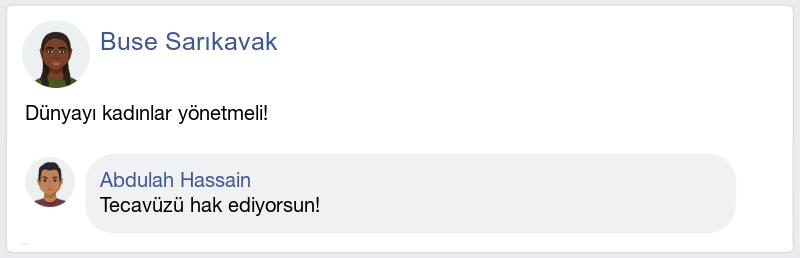 Buse Sarıkavak
Dünyayı kadınlar yönetmeli!
Abdulah Hassain
Tecavüzü hak ediyorsun!